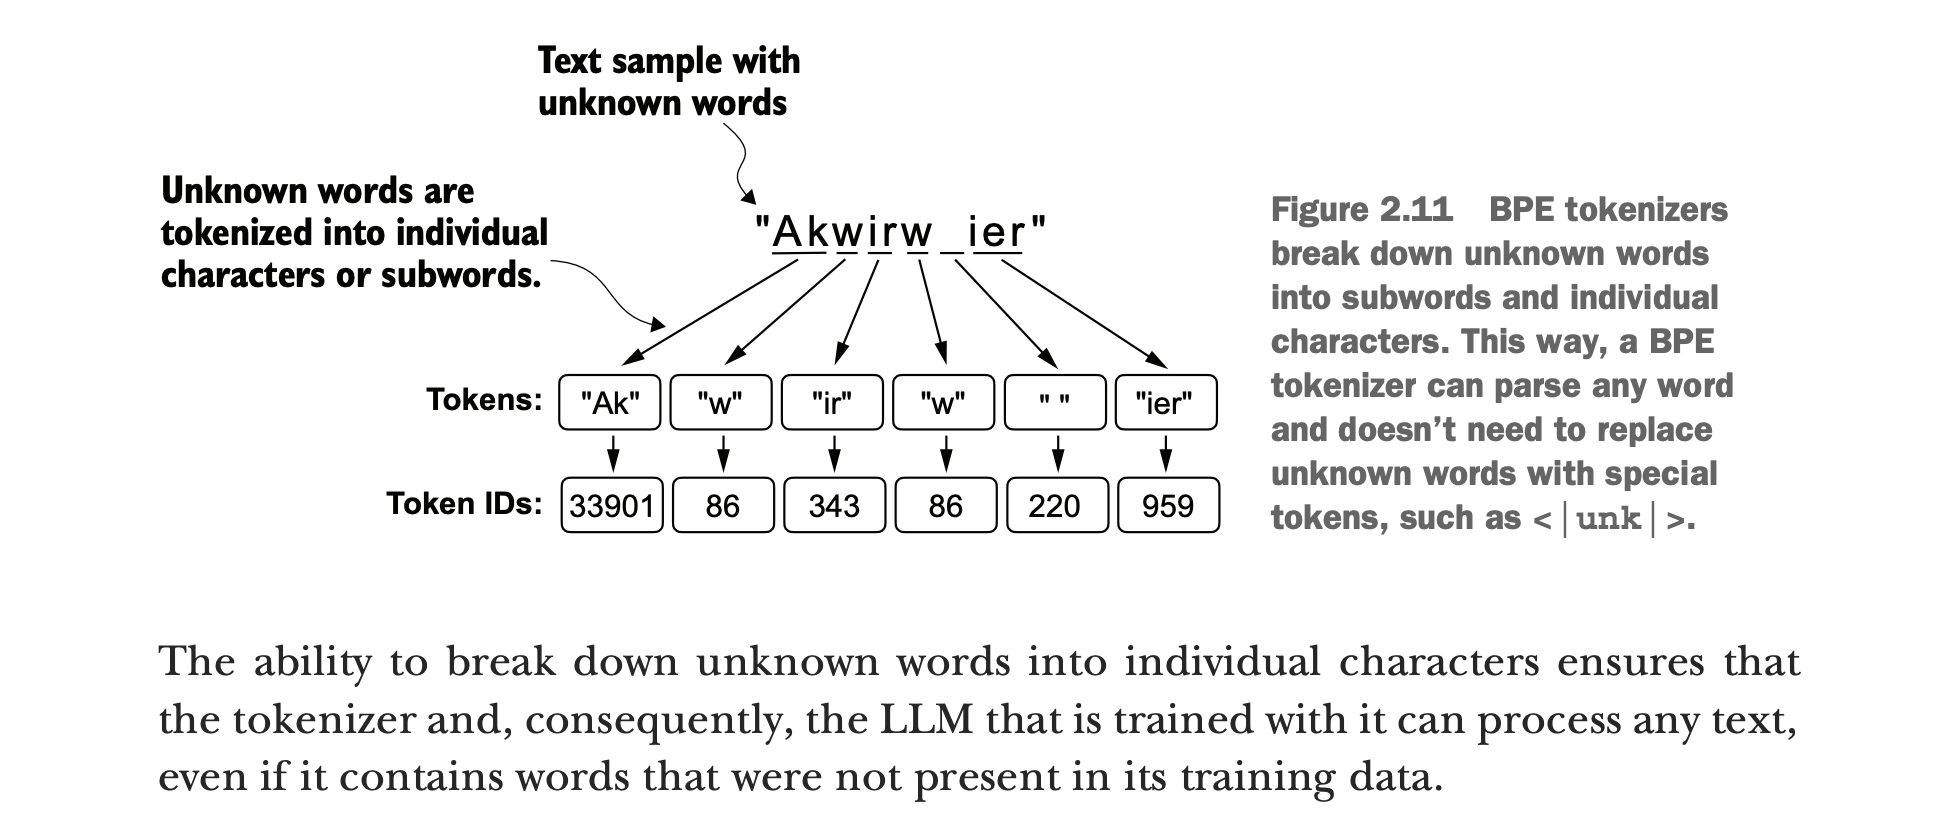 Text sample with
unknown words
Unknown words are
tokenized into individual
characters or subwords.
"Akwirw ier"
Tokens: "Ak" "w" "ir" "w" " " "ier"
Token IDs: 33901 86 343 86 220 959
Figure 2.11 BPE tokenizers
break down unknown words
into subwords and individual
characters. This way, a BPE
tokenizer can parse any word
and doesn’t need to replace
unknown words with special
tokens, such as <|unk|>.
The ability to break down unknown words into individual characters ensures that
the tokenizer and, consequently, the LLM that is trained with it can process any text,
even if it contains words that were not present in its training data.